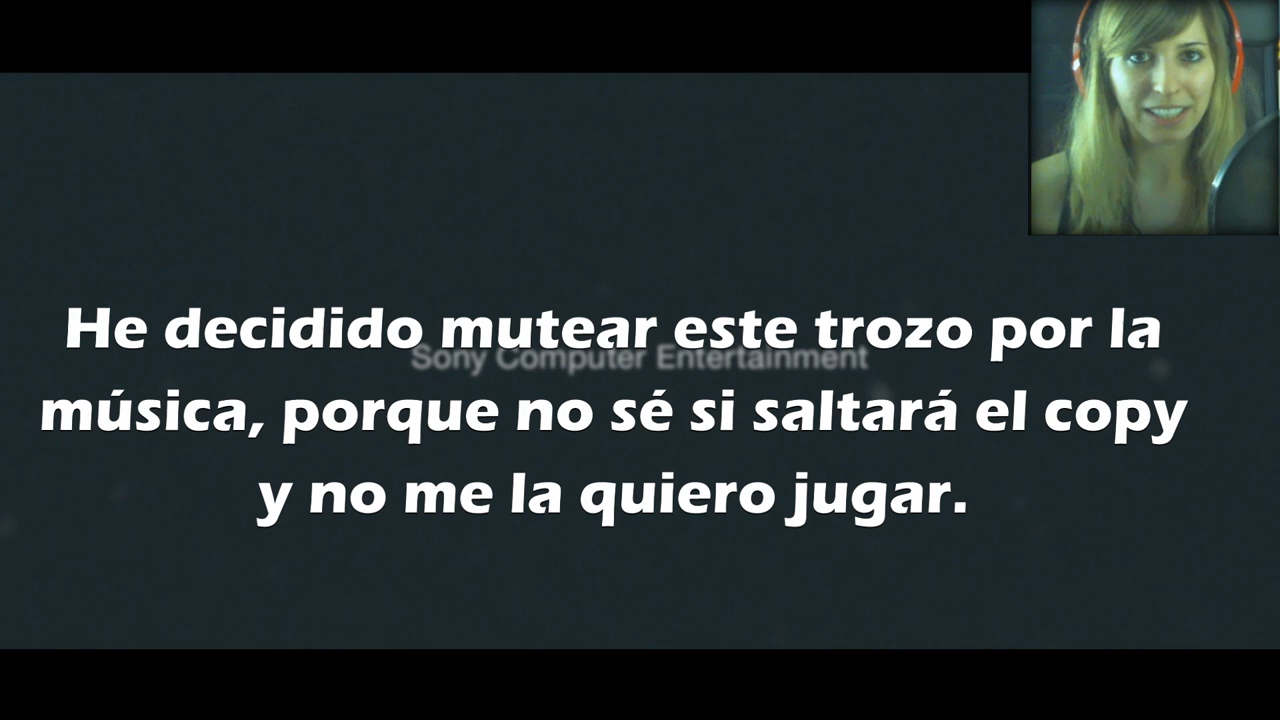 He decidido mutear este trozo por la
Sony Computer Entertainment
música, porque no sé si saltará el copy
y no me la quiero jugar.